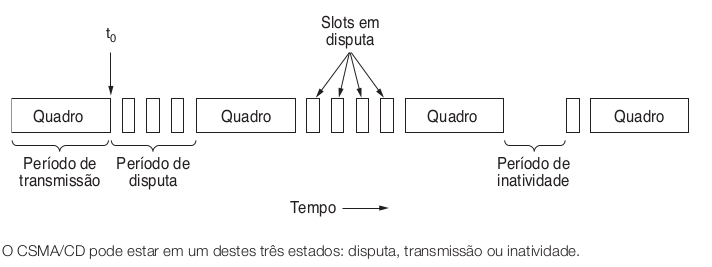 t0
Slots em
disputa
Quadro
Quadro
Quadro
Quadro
Período de
transmissão
Período de
disputa
Período de
inatividade
Tempo
O CSMA/CD pode estar em um destes três estados: disputa, transmissão ou inatividade.